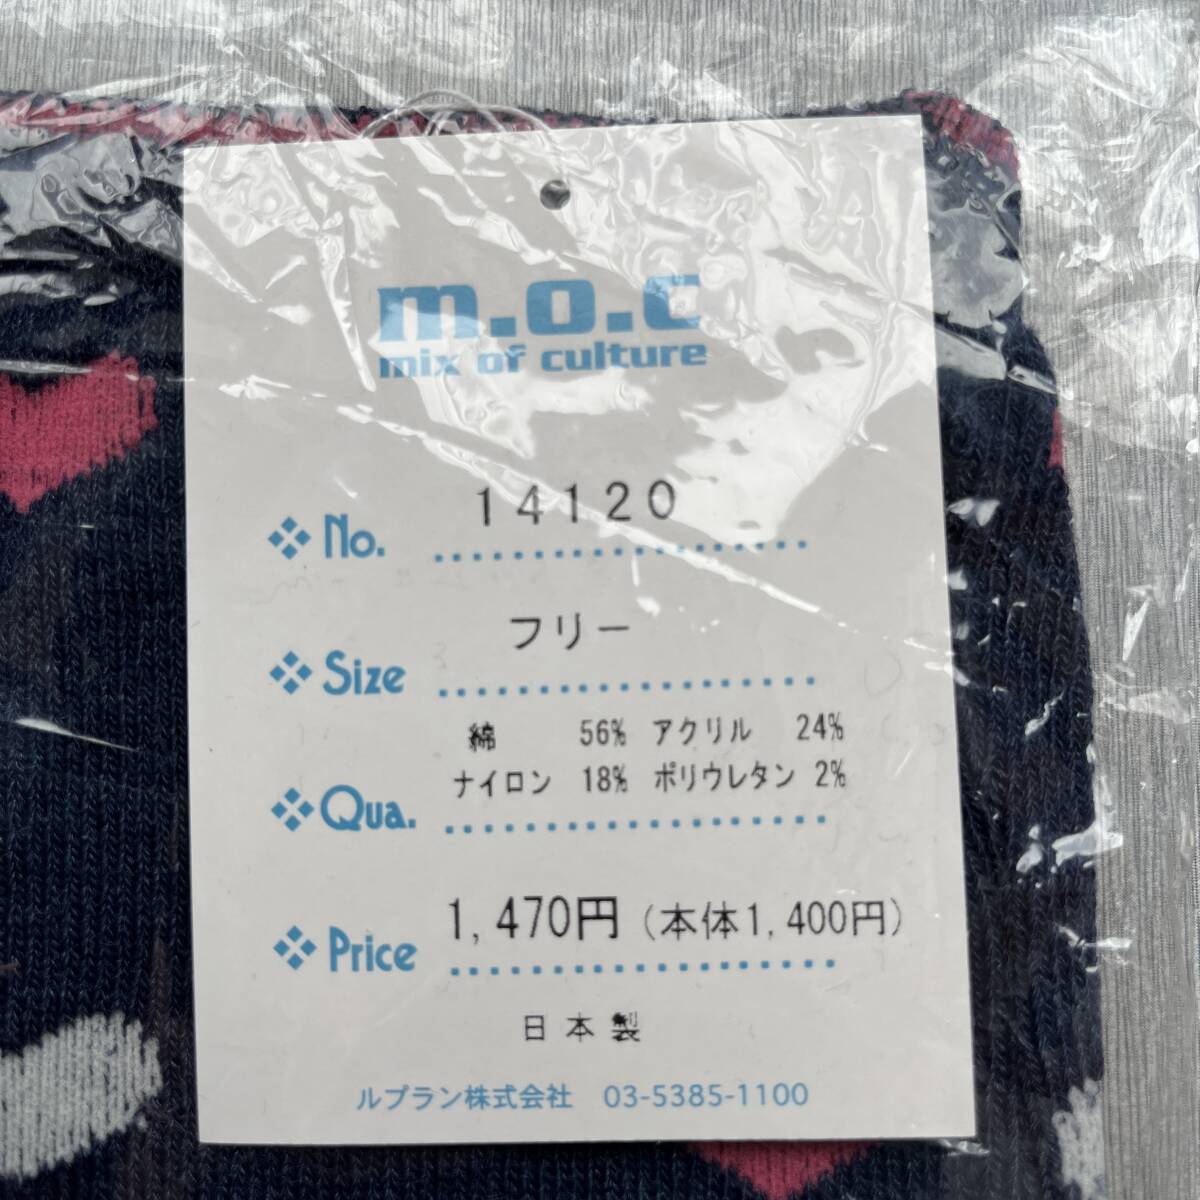 m.o.c
mix of culture
No. 14120
Size フリー
綿 56% アクリル 24%
ナイロン 18% ポリウレタン 2%
Qua.
Price 1,470円(本体1,400円)
日本製
ルプラン株式会社 03-5385-1100